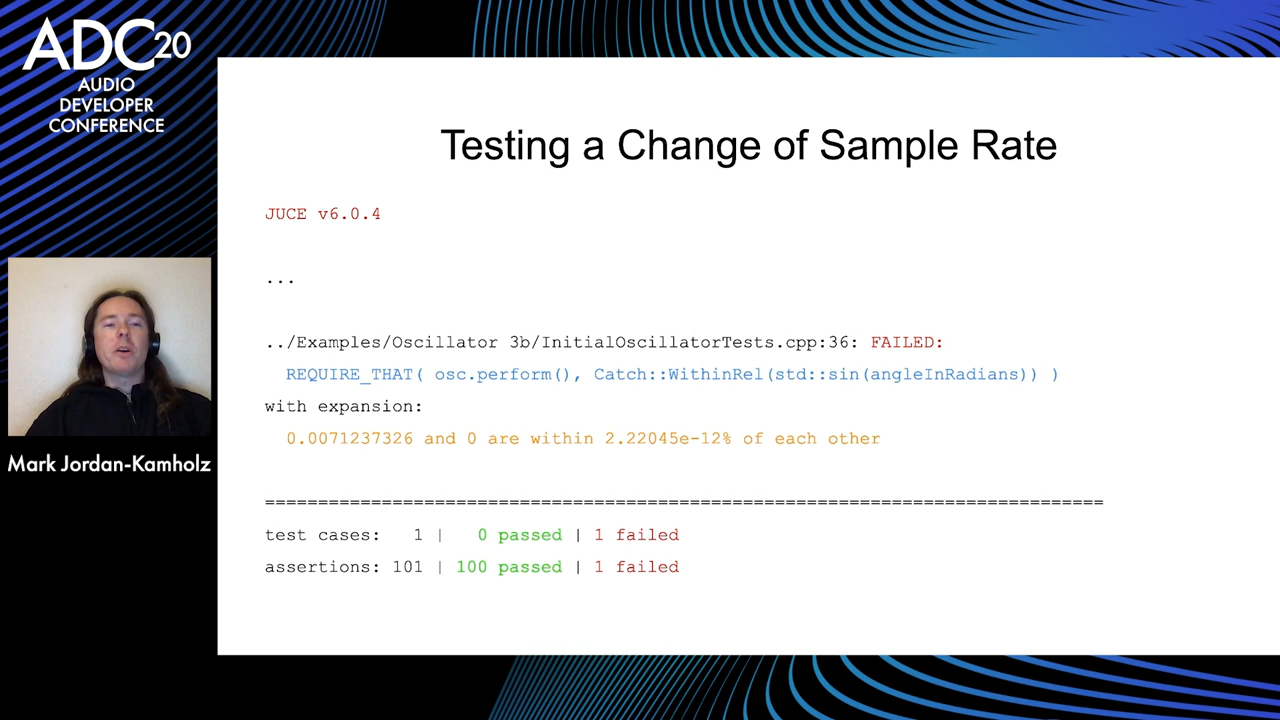 ADC20
AUDIO
DEVELOPER
CONFERENCE
Testing a Change of Sample Rate
JUCE v6.0.4
...
../Examples/Oscillator 3b/InitialOscillatorTests.cpp:36: FAILED:
REQUIRE_THAT( osc.perform(), Catch::WithinRel(std::sin(angleInRadians)) )
with expansion:
0.0071237326 and 0 are within 2.22045e-12% of each other
===============================================================================
test cases: 1 | 0 passed | 1 failed
assertions: 101 | 100 passed | 1 failed
Mark Jordan-Kamholz